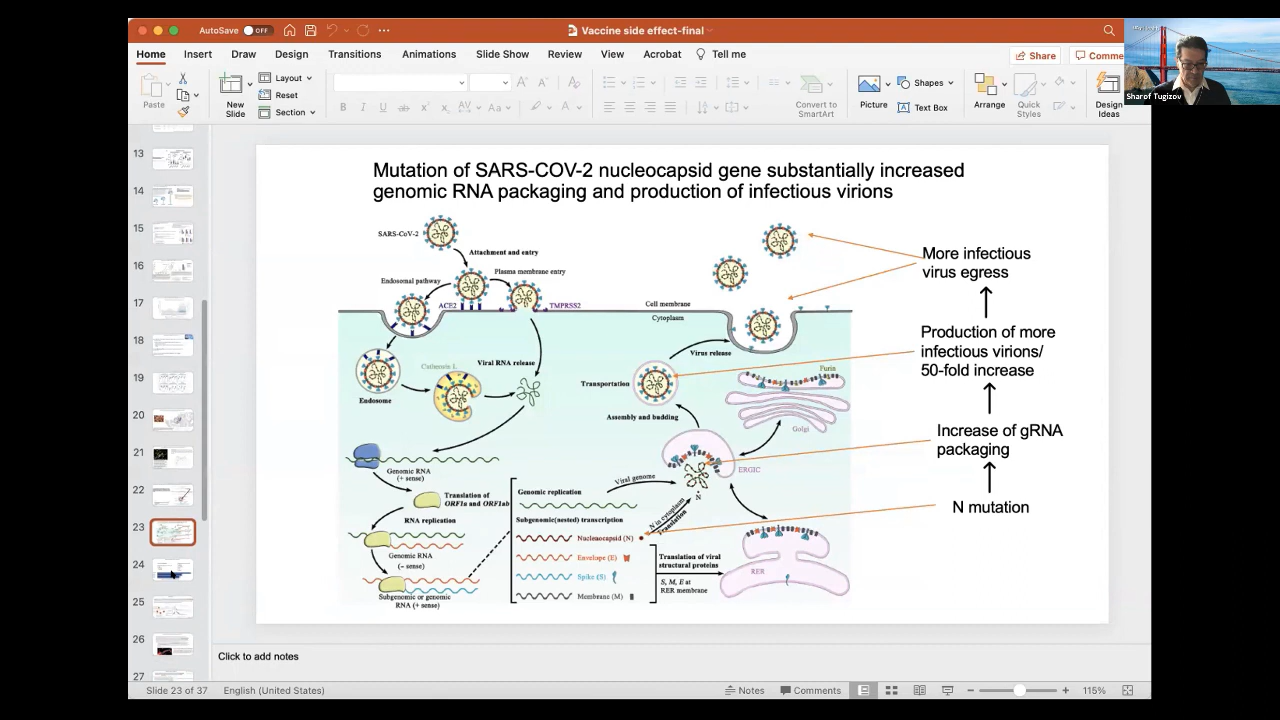 AutoSave
OFF
Vaccine side effect-final
Home Insert Draw Design Transitions Animations Slide Show Review View Acrobat Tell me
Share
Comme
Paste
New
Slide
Layout
Reset
Section
Convert to
SmartArt
Picture
Shapes
Text Box
Arrange
Quick
Styles
Design
Ideas
Sharof Tugizov
13
14
15
16
17
18
19
20
21
22
23
24
25
26
27
Mutation of SARS-COV-2 nucleocapsid gene substantially increased
genomic RNA packaging and production of infectious virions
SARS-CoV-2
Attachment and entry
Endosomal pathway
Plasma membrane entry
ACE2
TMPRSS2
Cell membrane
Cytoplasm
Virus release
Viral RNA release
Cathepsin L
Endosome
Transportation
Furin
Assembly and budding
Golgi
Genomic RNA
(+ sense)
ERGIC
Translation of
ORF1a and ORF1ab
RNA replication
Genomic RNA
(− sense)
Subgenomic or genomic
RNA (+ sense)
Genomic replication
Viral genome
N
N in cytoplasm
Translation
Subgenomic(nested) transcription
Nucleocapsid (N)
Envelope (E)
Spike (S)
Membrane (M)
Translation of viral
structural proteins
S, M, E at
RER membrane
RER
More infectious
virus egress
Production of more
infectious virions/
50-fold increase
Increase of gRNA
packaging
N mutation
Click to add notes
Slide 23 of 37
English (United States)
Notes
Comments
115%